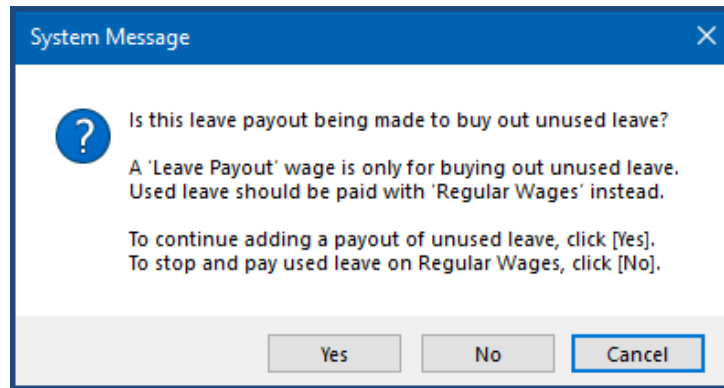 System Message
Is this leave payout being made to buy out unused leave?
A 'Leave Payout' wage is only for buying out unused leave.
Used leave should be paid with 'Regular Wages' instead.
To continue adding a payout of unused leave, click [Yes].
To stop and pay used leave on Regular Wages, click [No].
Yes
No
Cancel